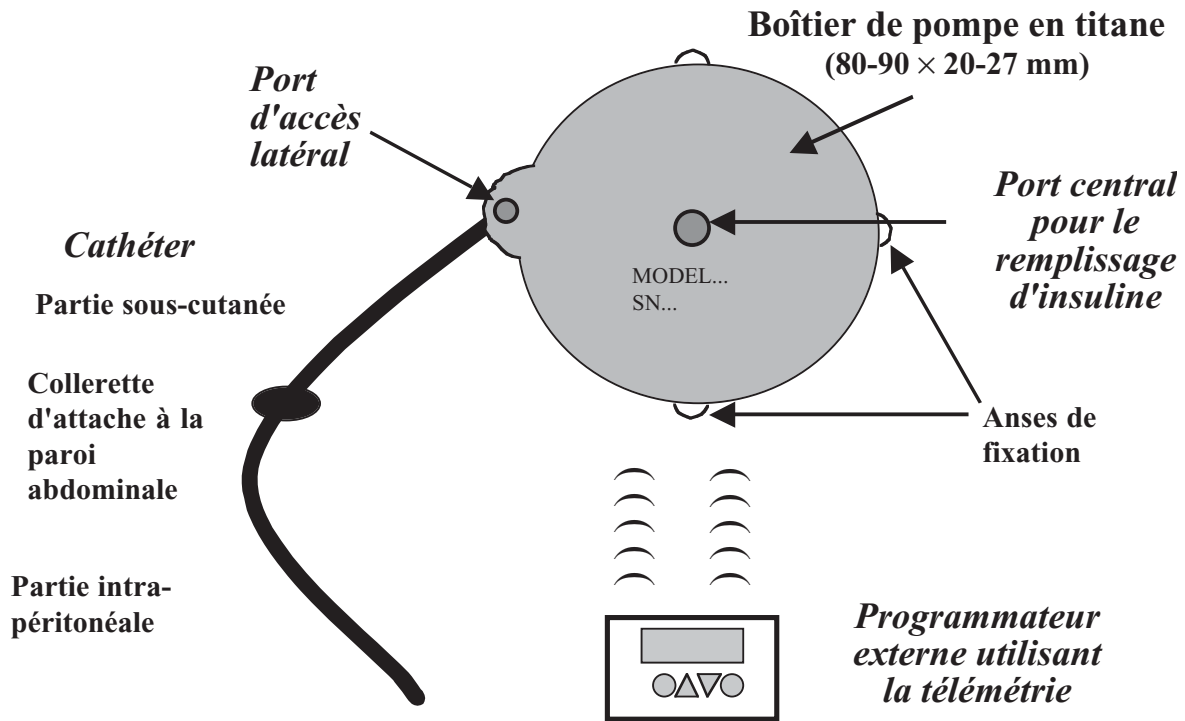 Boîtier de pompe en titane
(80-90 × 20-27 mm)
Port
d'accès
latéral
Port central
pour le
remplissage
d'insuline
Cathéter
Partie sous-cutanée
MODEL...
SN...
Collerette
d'attache à la
paroi
abdominale
Anses de
fixation
Partie intra-
péritonéale
Programmateur
externe utilisant
la télémétrie